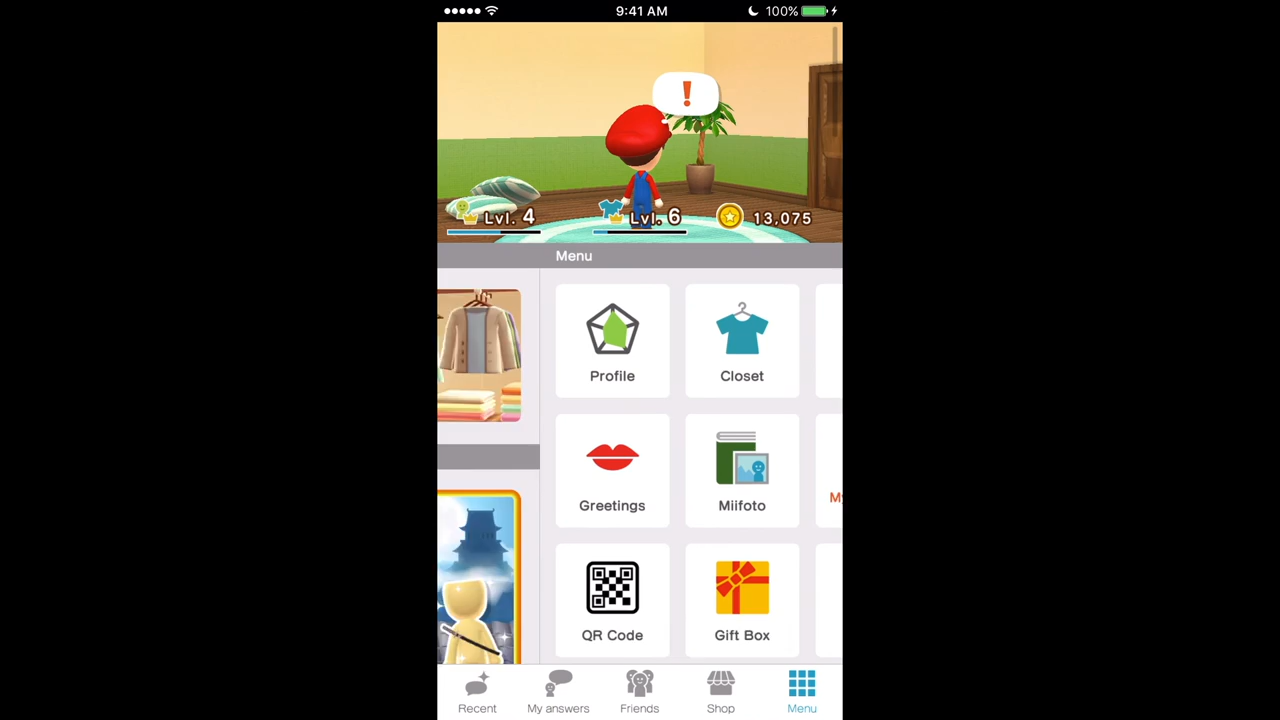 9:41 AM
100%
!
Lvl. 4
Lvl. 6
13,075
Menu
Profile
Closet
Greetings
Miifoto
QR Code
Gift Box
Recent
My answers
Friends
Shop
Menu